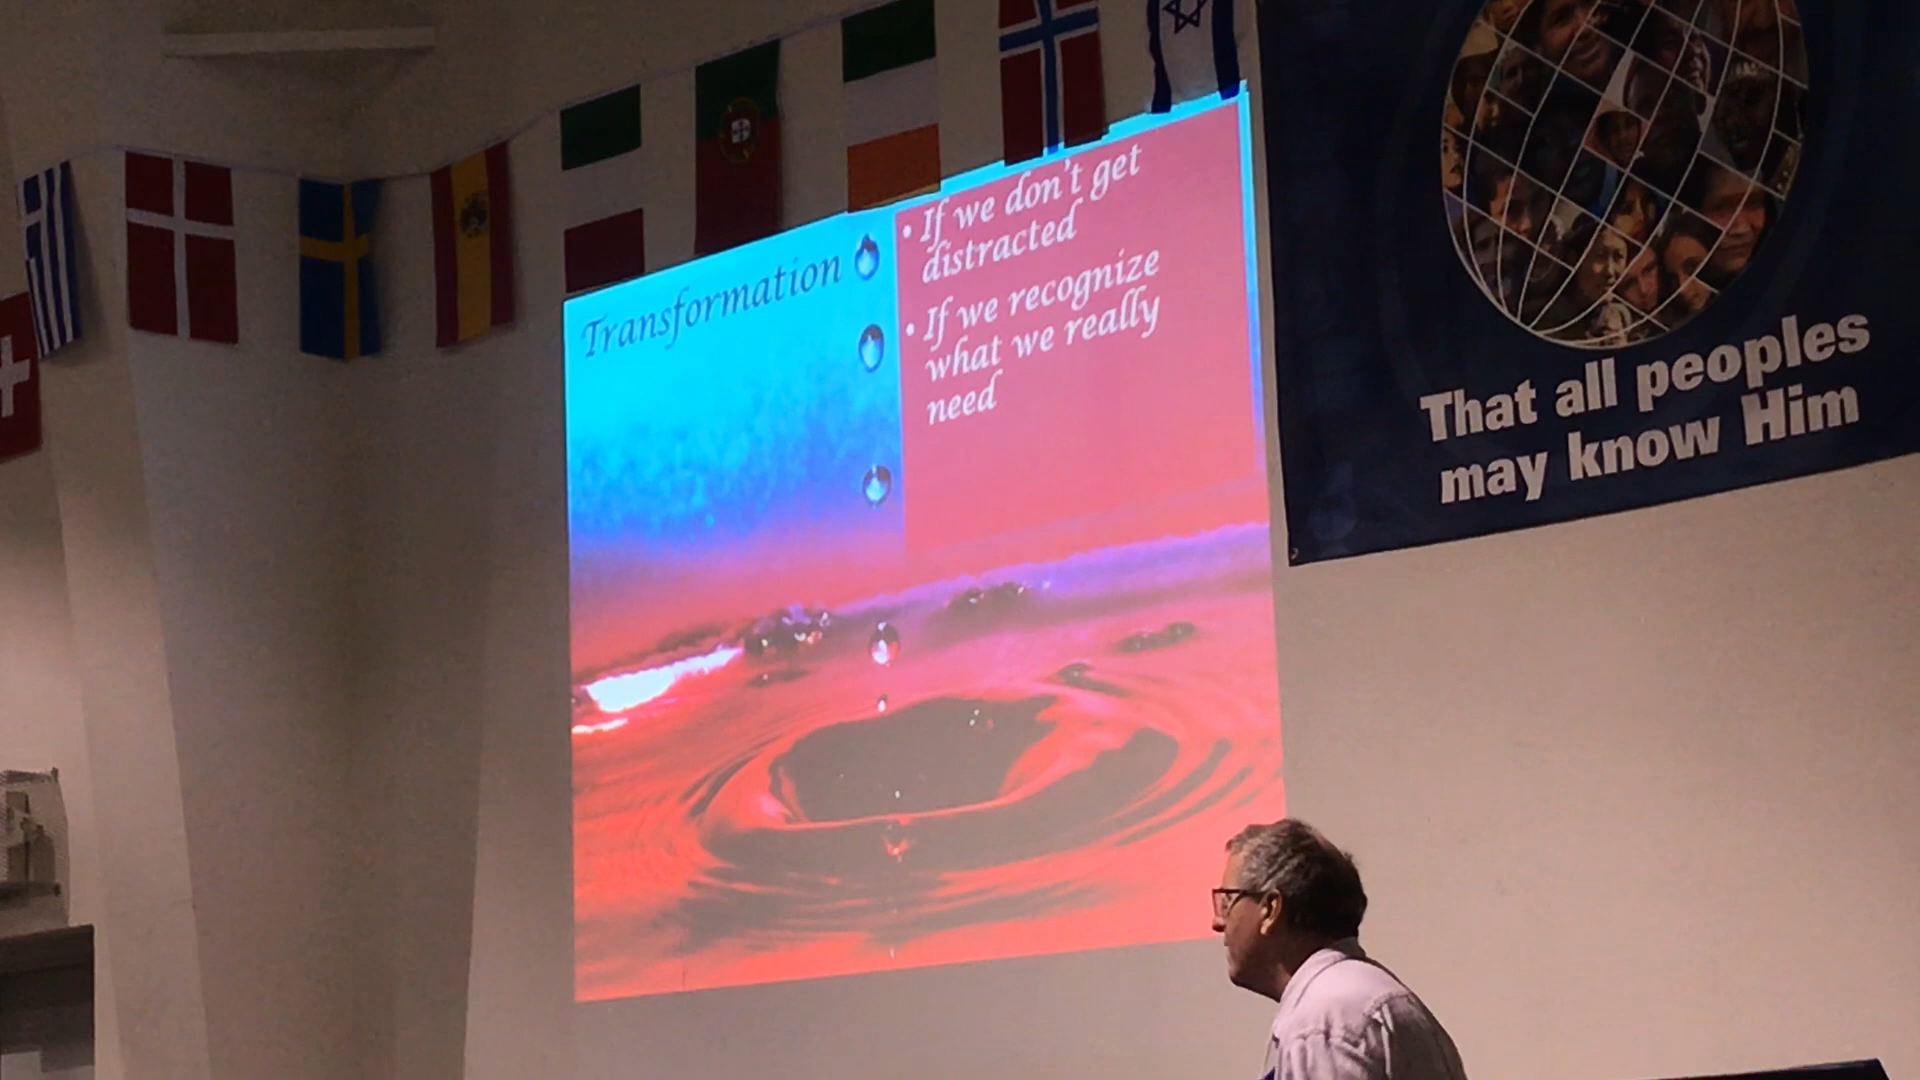 Transformation
• If we don't get
distracted
• If we recognize
what we really
need
That all peoples
may know Him